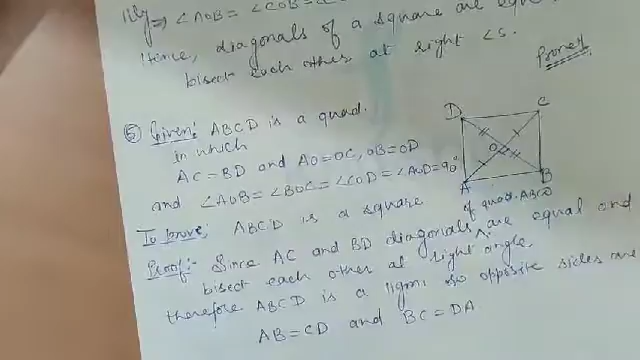 |||ly ⇒ ∠AOB = ∠COB =
Hence, diagonals of a square are
bisect each other at right ∠s.
Proved
⑤ Given: ABCD is a quad.
in which
AC = BD and AO = OC, OB = OD
and ∠AOB = ∠BOC = ∠COD = ∠AOD = 90°
D
C
O
A
B
To prove: ABCD is a square
of quad. ABCD
Proof:- Since AC and BD diagonals are equal and
bisect each other at right angle.
therefore ABCD is a ||gm. so opposite sides are
AB = CD and BC = DA